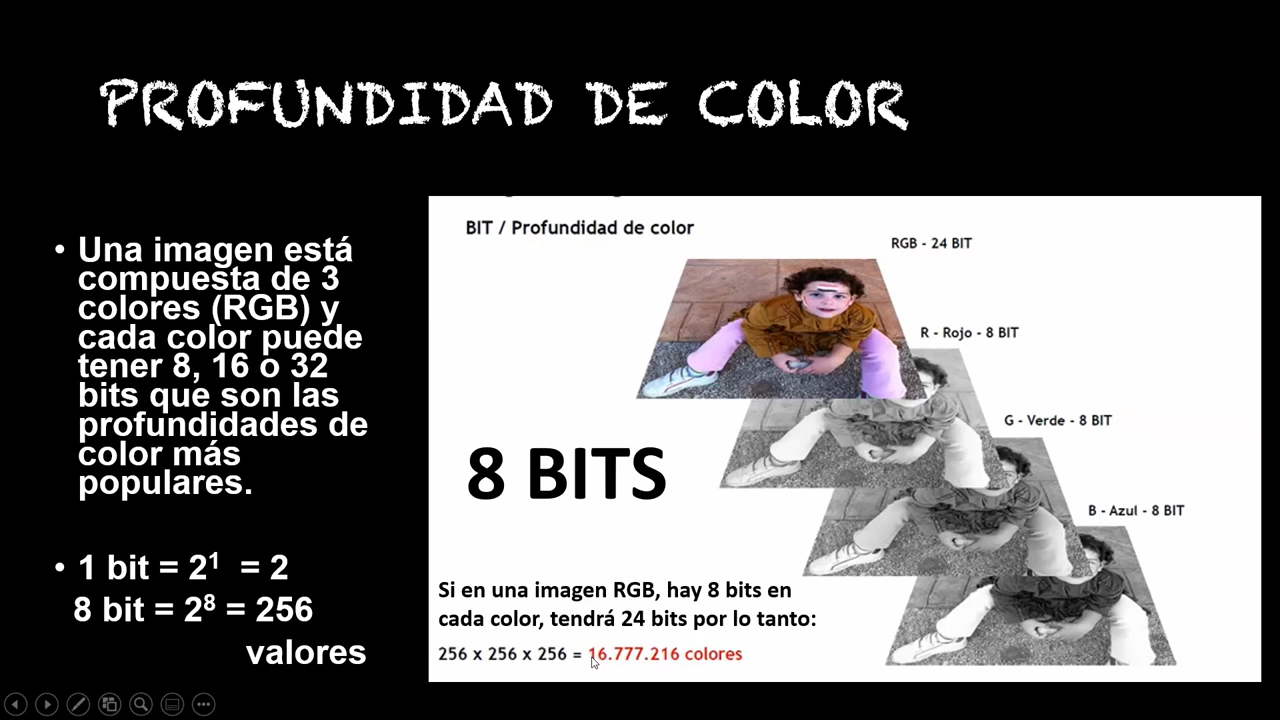 PROFUNDIDAD DE COLOR
• Una imagen está
compuesta de 3
colores (RGB) y
cada color puede
tener 8, 16 o 32
bits que son las
profundidades de
color más
populares.
• 1 bit = 2¹ = 2
8 bit = 2⁸ = 256
valores
BIT / Profundidad de color
RGB - 24 BIT
R - Rojo - 8 BIT
G - Verde - 8 BIT
B - Azul - 8 BIT
8 BITS
Si en una imagen RGB, hay 8 bits en
cada color, tendrá 24 bits por lo tanto:
256 x 256 x 256 = 16.777.216 colores